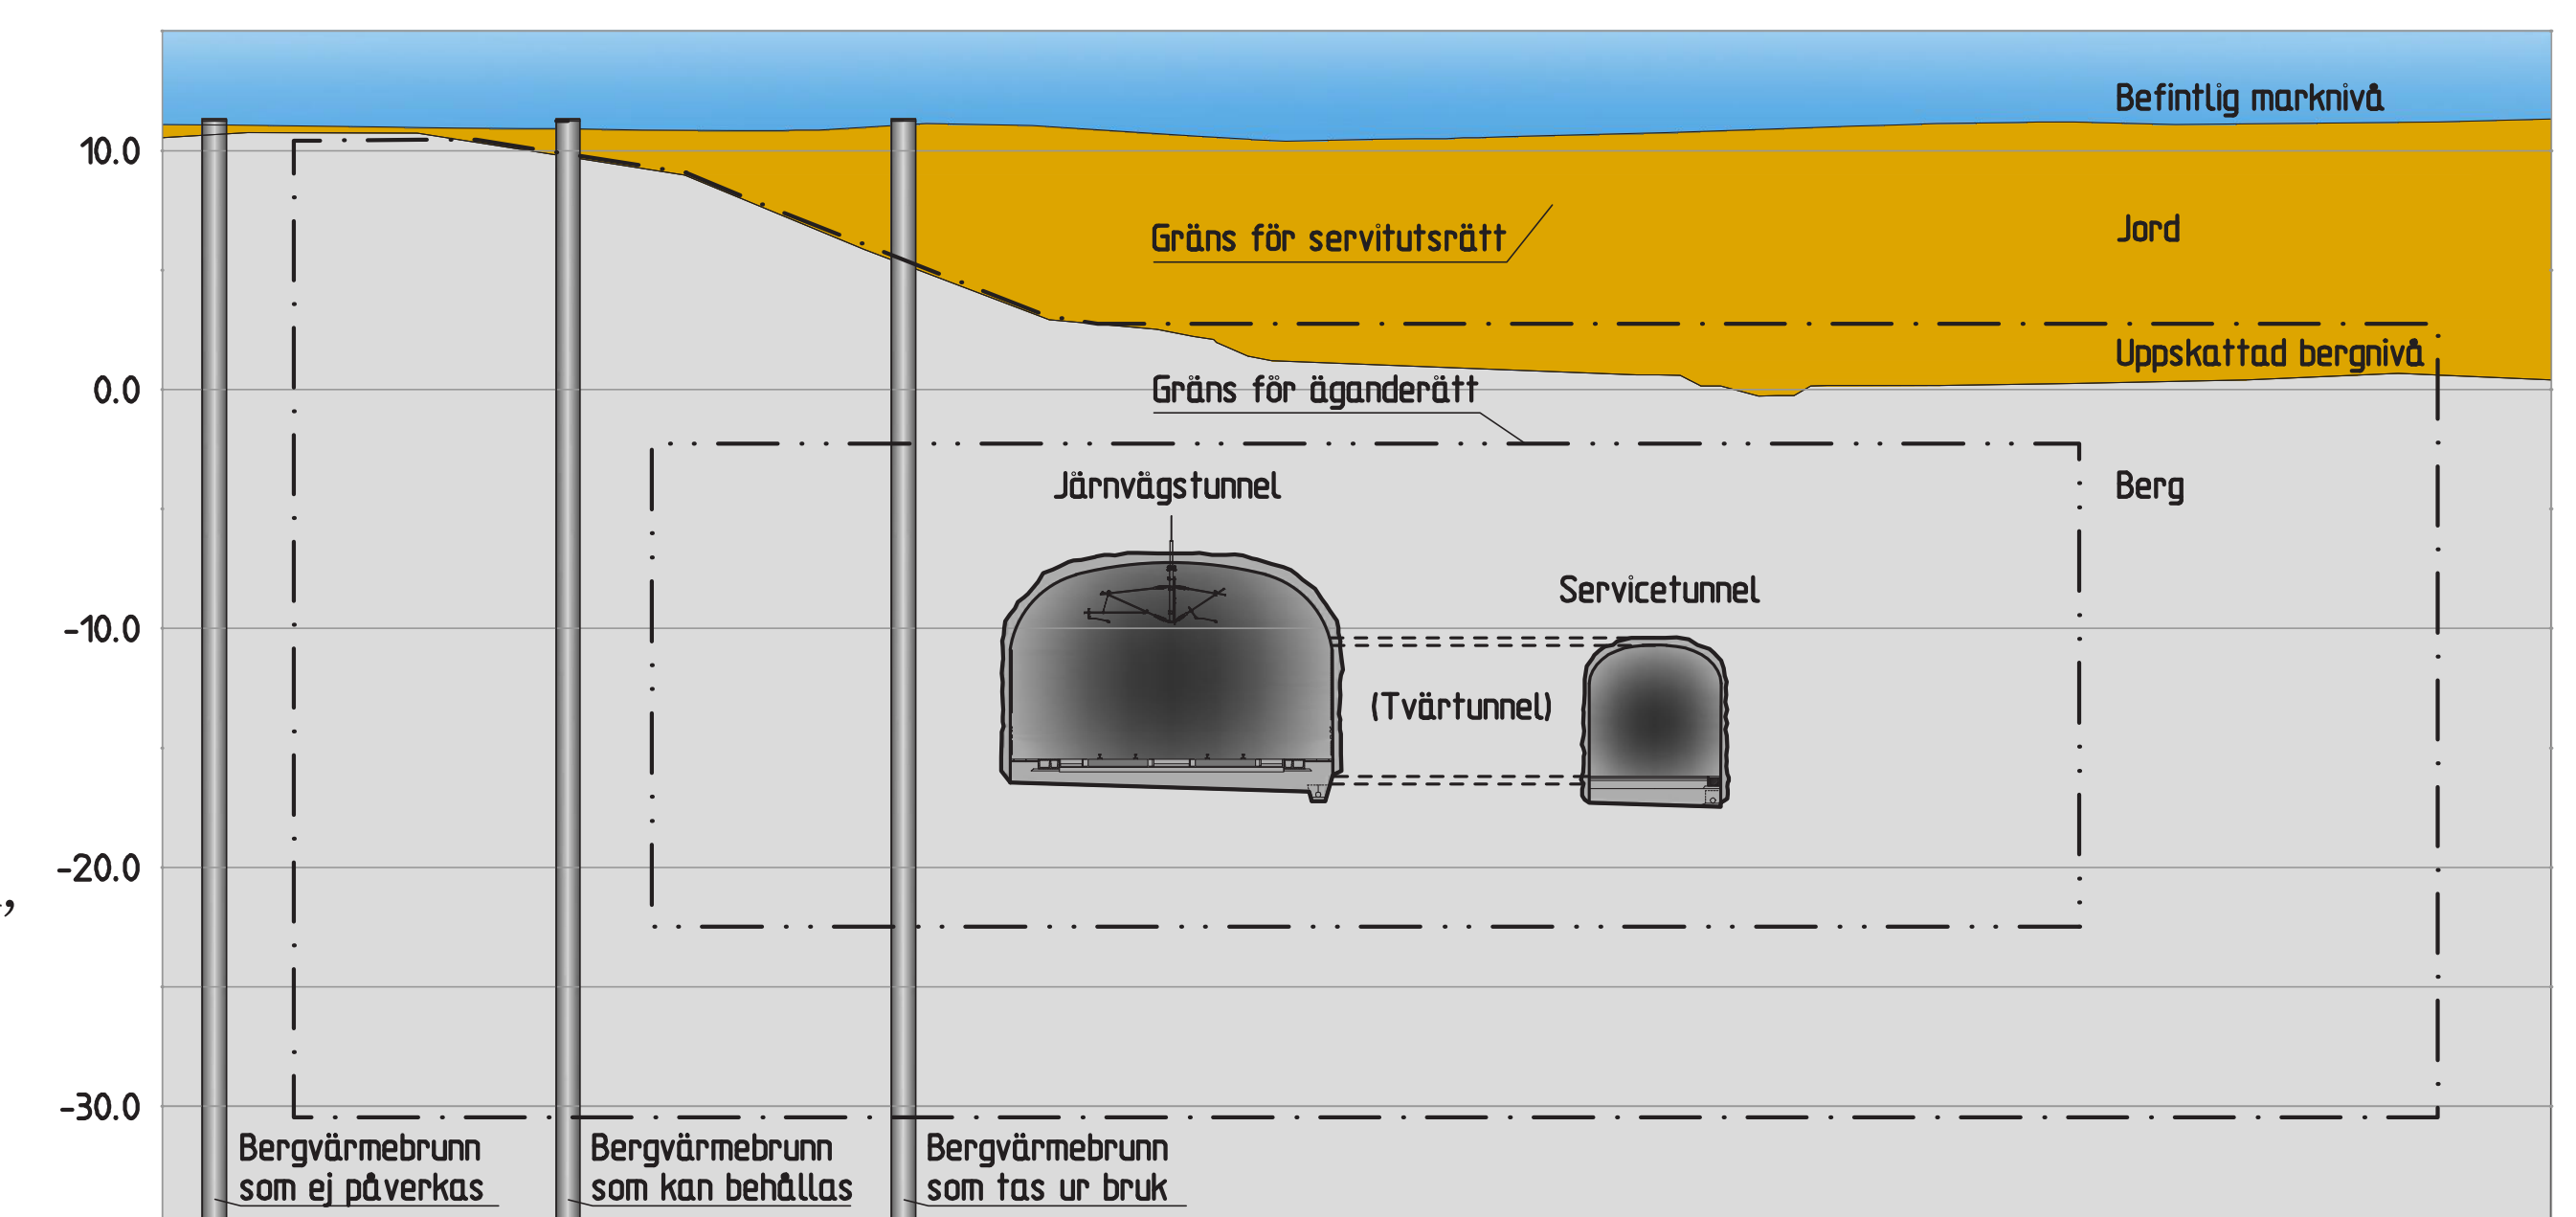 Befintlig marknivå
10.0
Gräns för servitutsrätt
Jord
Uppskattad bergnivå
0.0
Gräns för äganderätt
Järnvägstunnel
Berg
Servicetunnel
-10.0
(Tvärtunnel)
-20.0
,
-30.0
Bergvärmebrunn
som ej påverkas
Bergvärmebrunn
som kan behållas
Bergvärmebrunn
som tas ur bruk